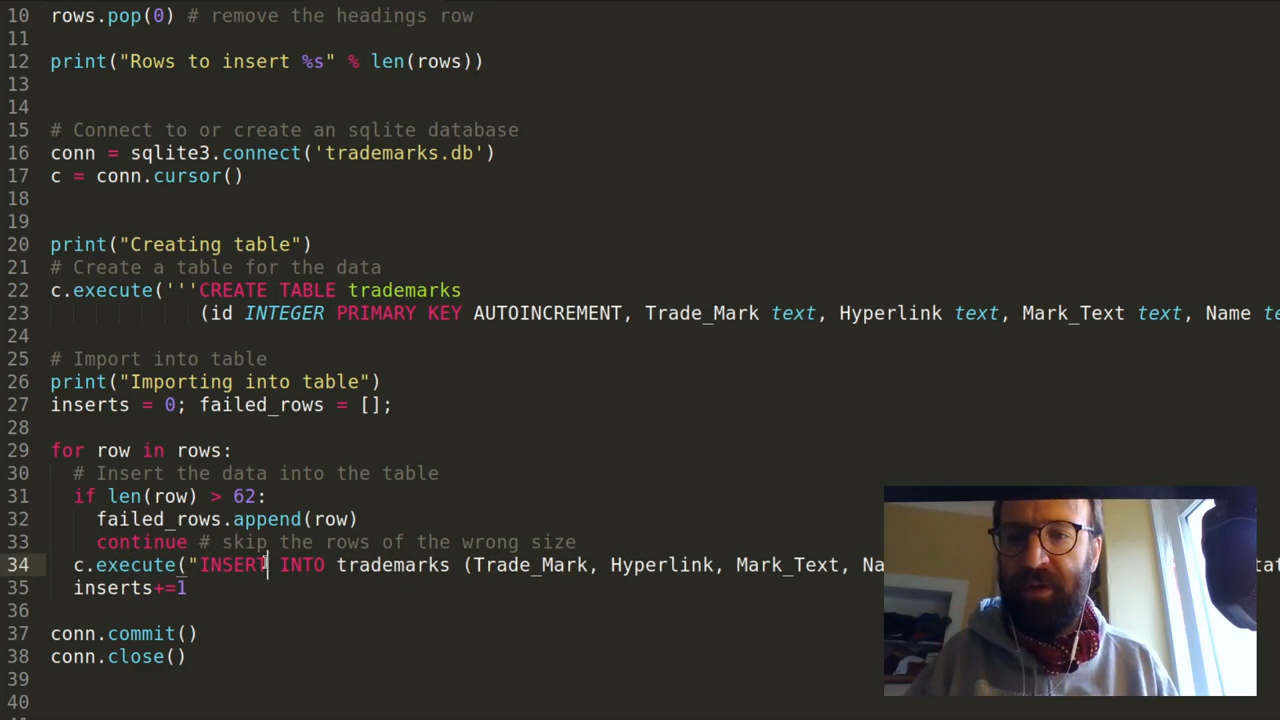 10 rows.pop(0) # remove the headings row
11
12 print("Rows to insert %s" % len(rows))
13
14
15 # Connect to or create an sqlite database
16 conn = sqlite3.connect('trademarks.db')
17 c = conn.cursor()
18
19
20 print("Creating table")
21 # Create a table for the data
22 c.execute('''CREATE TABLE trademarks
23 (id INTEGER PRIMARY KEY AUTOINCREMENT, Trade_Mark text, Hyperlink text, Mark_Text text, Name te
24
25 # Import into table
26 print("Importing into table")
27 inserts = 0; failed_rows = [];
28
29 for row in rows:
30 # Insert the data into the table
31 if len(row) > 62:
32 failed_rows.append(row)
33 continue # skip the rows of the wrong size
34 c.execute("INSERT INTO trademarks (Trade_Mark, Hyperlink, Mark_Text, Na tat
35 inserts+=1
36
37 conn.commit()
38 conn.close()
39
40